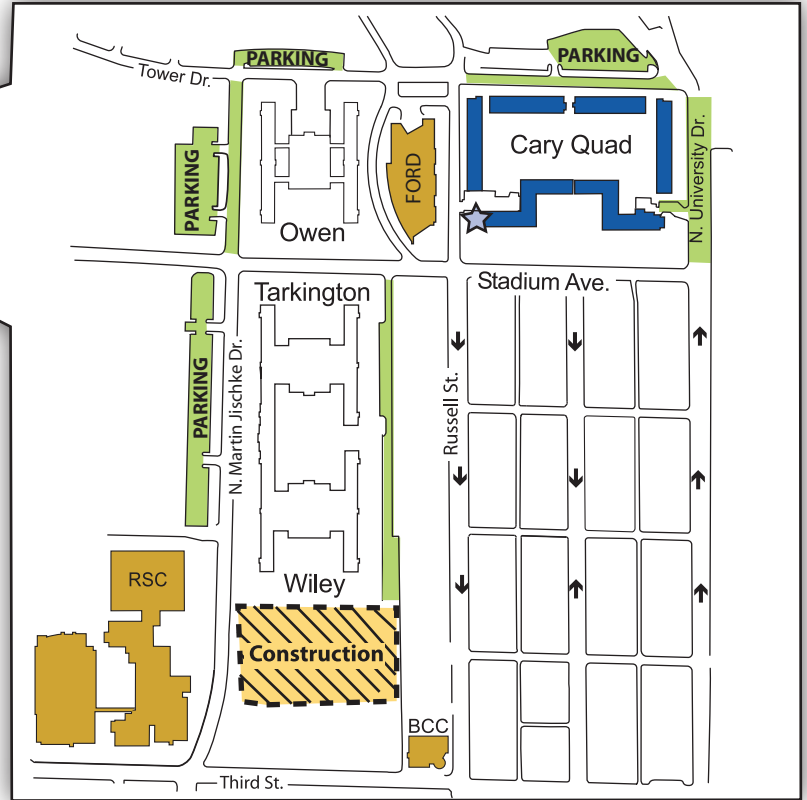 PARKING
PARKING
Tower Dr.
Cary Quad
N. University Dr.
PARKING
FORD
Owen
Stadium Ave.
Tarkington
PARKING
N. Martin Jischke Dr.
Russell St.
RSC
Wiley
Construction
BCC
Third St.